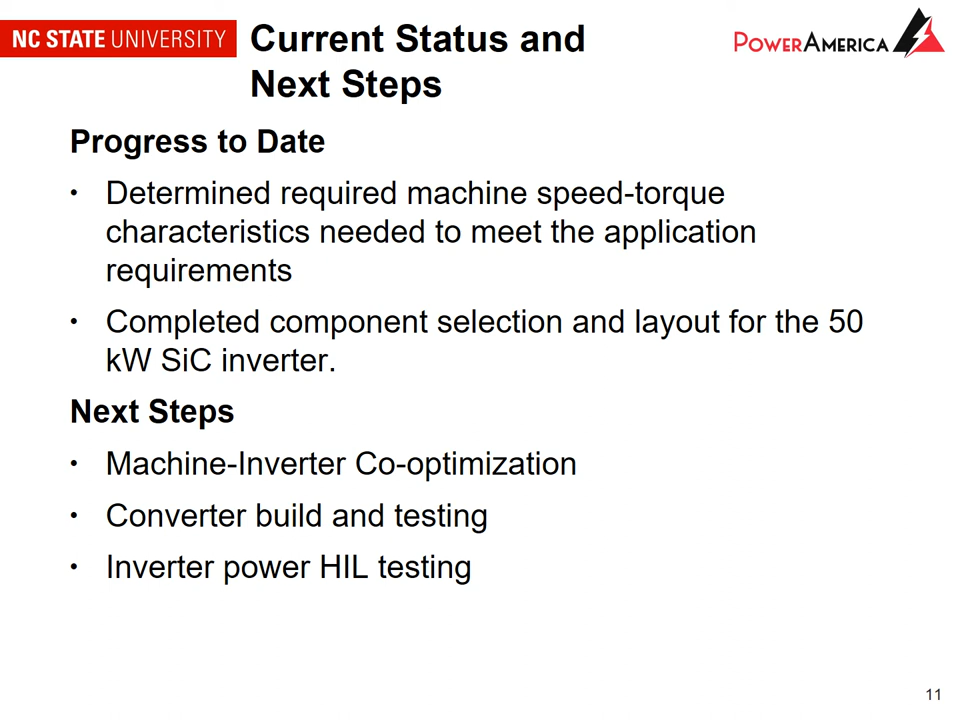 NC STATE UNIVERSITY
Current Status and
Next Steps
POWERAMERICA
Progress to Date
• Determined required machine speed-torque
characteristics needed to meet the application
requirements
• Completed component selection and layout for the 50
kW SiC inverter.
Next Steps
• Machine-Inverter Co-optimization
• Converter build and testing
• Inverter power HIL testing
11